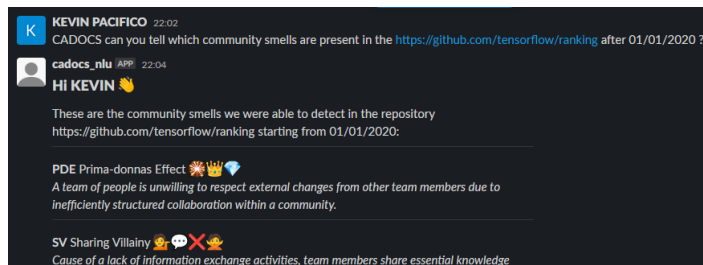 K
KEVIN PACIFICO 22:02
CADOCS can you tell which community smells are present in the https://github.com/tensorflow/ranking after 01/01/2020 ?
cadocs_nlu APP 22:04
Hi KEVIN 👋
These are the community smells we were able to detect in the repository
https://github.com/tensorflow/ranking starting from 01/01/2020:
PDE Prima-donnas Effect 🎇👑💎
A team of people is unwilling to respect external changes from other team members due to
inefficiently structured collaboration within a community.
SV Sharing Villainy 💁💬❌🙅
Cause of a lack of information exchange activities, team members share essential knowledge